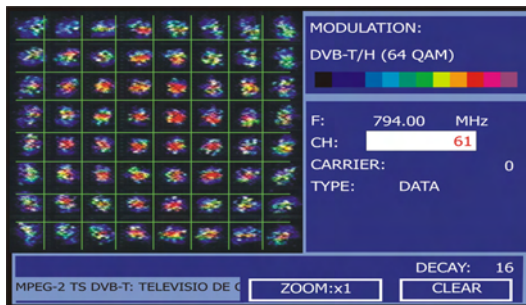 MODULATION:
DVB-T/H (64 QAM)
F: 794.00 MHz
CH: 61
CARRIER: 0
TYPE: DATA
DECAY: 16
MPEG-2 TS DVB-T: TELEVISIO DE C
ZOOM:x1
CLEAR